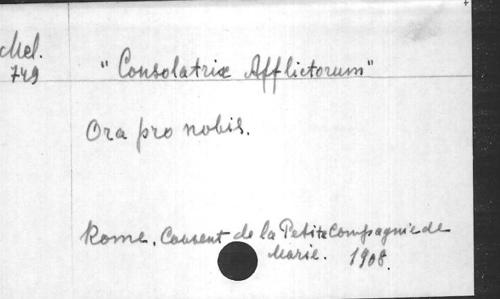 Mel.
749
"Consolatrix Afflictorum"
Ora pro nobis.
Rome, Couvent de la Petite Compagnie de
Marie. 1908.